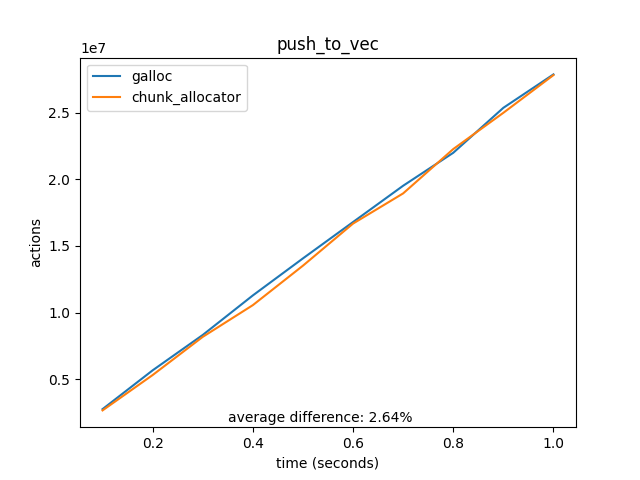 push_to_vec
1e7
galloc
chunk_allocator
2.5
2.0
1.5
1.0
0.5
actions
average difference: 2.64%
0.2 0.4 0.6 0.8 1.0
time (seconds)